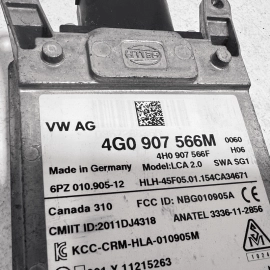 VW AG
4G0 907 566M 0060
4H0 907 566F H06
Made in Germany Model:LCA 2.0 SWA SG1
6PZ 010.905-12 HLH-45F05.01.154CA34671
Canada 310 FCC ID: NBG010905A
CMIIT ID:2011DJ4318 ANATEL 3336-11-2856
KCC-CRM-HLA-010905M
X 11215263